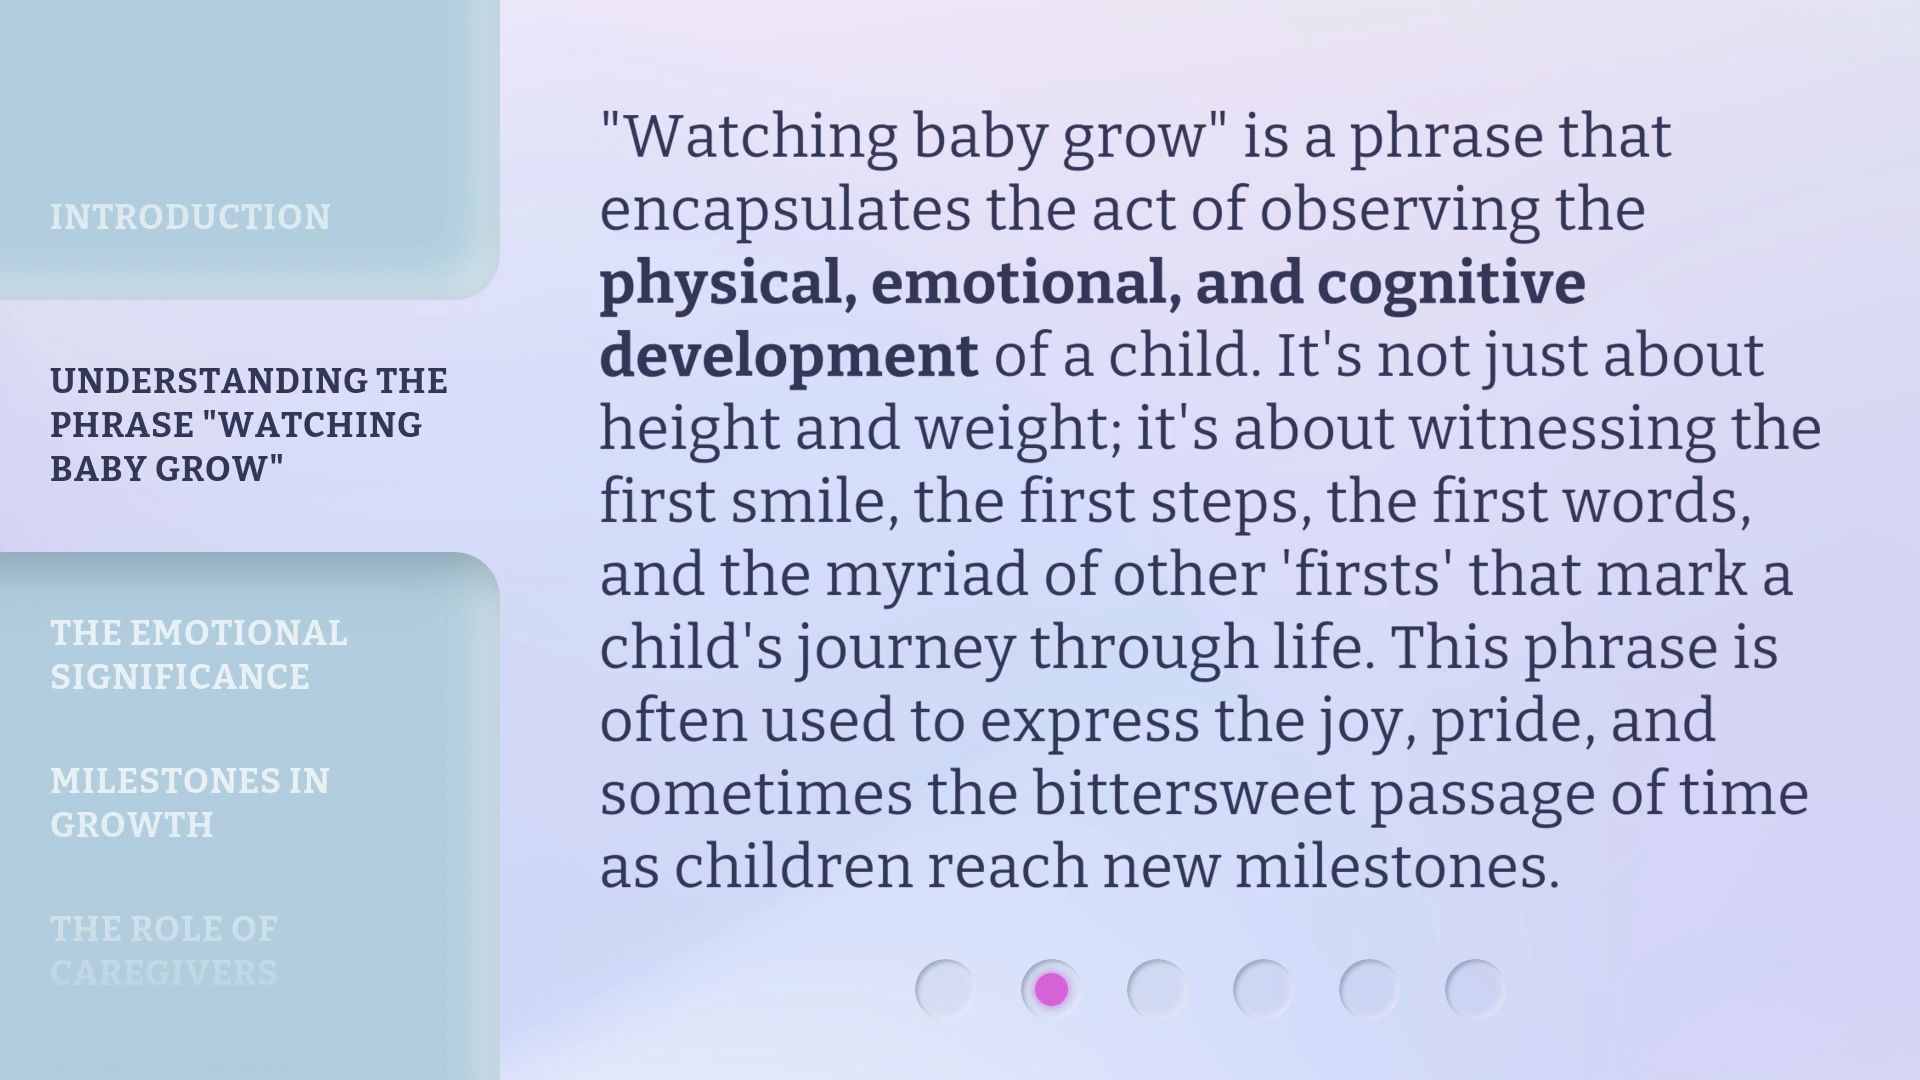 INTRODUCTION
UNDERSTANDING THE
PHRASE "WATCHING
BABY GROW"
THE EMOTIONAL
SIGNIFICANCE
MILESTONES IN
GROWTH
THE ROLE OF
CAREGIVERS
"Watching baby grow" is a phrase that
encapsulates the act of observing the
physical, emotional, and cognitive
development of a child. It's not just about
height and weight; it's about witnessing the
first smile, the first steps, the first words,
and the myriad of other 'firsts' that mark a
child's journey through life. This phrase is
often used to express the joy, pride, and
sometimes the bittersweet passage of time
as children reach new milestones.